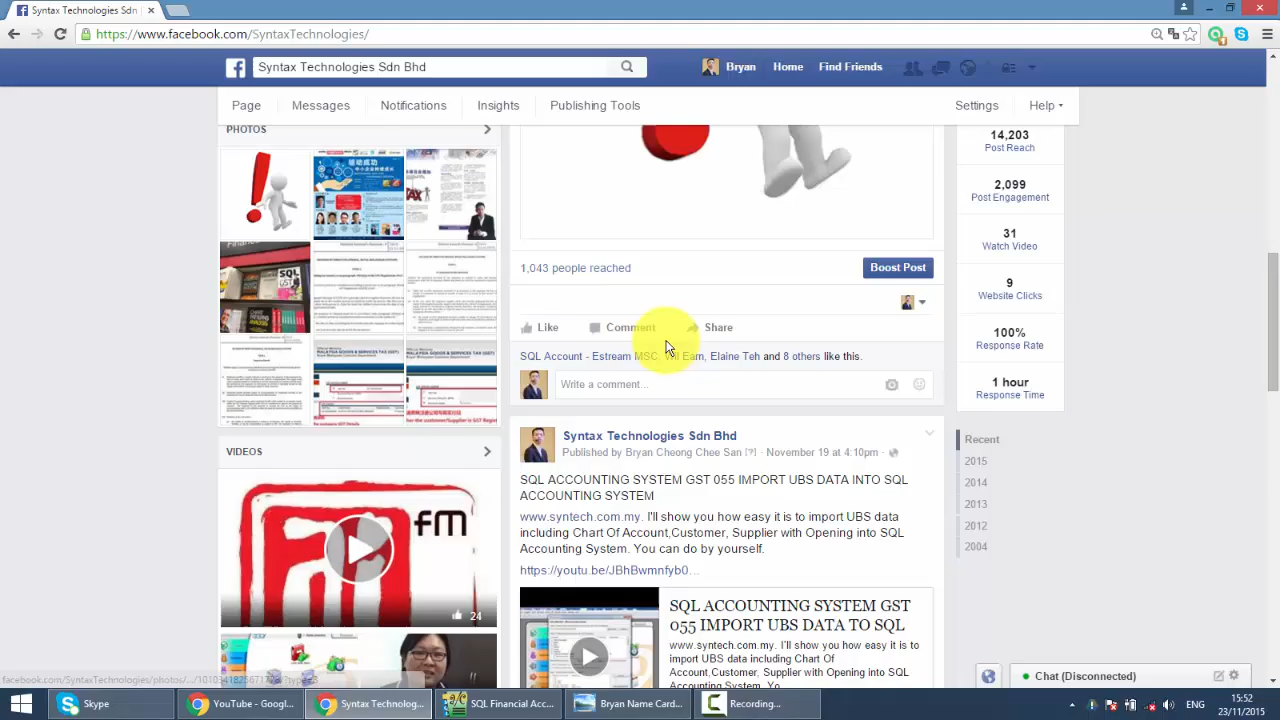 Syntax Technologies Sdn
https://www.facebook.com/SyntaxTechnologies/
Syntax Technologies Sdn Bhd
Bryan Home Find Friends
Page Messages Notifications Insights Publishing Tools Settings Help
PHOTOS
SQL
GST
VIDEOS
fm
24
facebook.com/SyntaxTechnologies/photos/
1,043 people reached
Post
Like Comment Share
SQL Account - Estream MSC
Write a comment...
Syntax Technologies Sdn Bhd
Published by Bryan Cheong Chee San [?] · November 19 at 4:10pm ·
SQL ACCOUNTING SYSTEM GST 055 IMPORT UBS DATA INTO SQL
ACCOUNTING SYSTEM
www.syntech.com.my. I'll show you how easy it is to import UBS data
including Chart Of Account,Customer, Supplier with Opening into SQL
Accounting System. You can do by yourself.
https://youtu.be/JBhBwmnfyb0...
SQL ACCOUNTING SYSTEM GST
055 IMPORT UBS DATA TO SQL
www.syntech.com.my. I'll show you how easy it is to
import UBS data including Chart Of
Account,Customer, Supplier with Opening into SQL
Accounting System. Yo
14,203
Post Reach
2,099
Post Engagement
31
Watch Video
9
Website Clicks
100%
Response Rate
1 hour
Response Time
Recent
2015
2014
2013
2012
2004
Chat (Disconnected)
Skype
YouTube - Googl...
Syntax Technolog...
SQL Financial Acc...
Bryan Name Card...
Recording...
ENG
15:52
23/11/2015